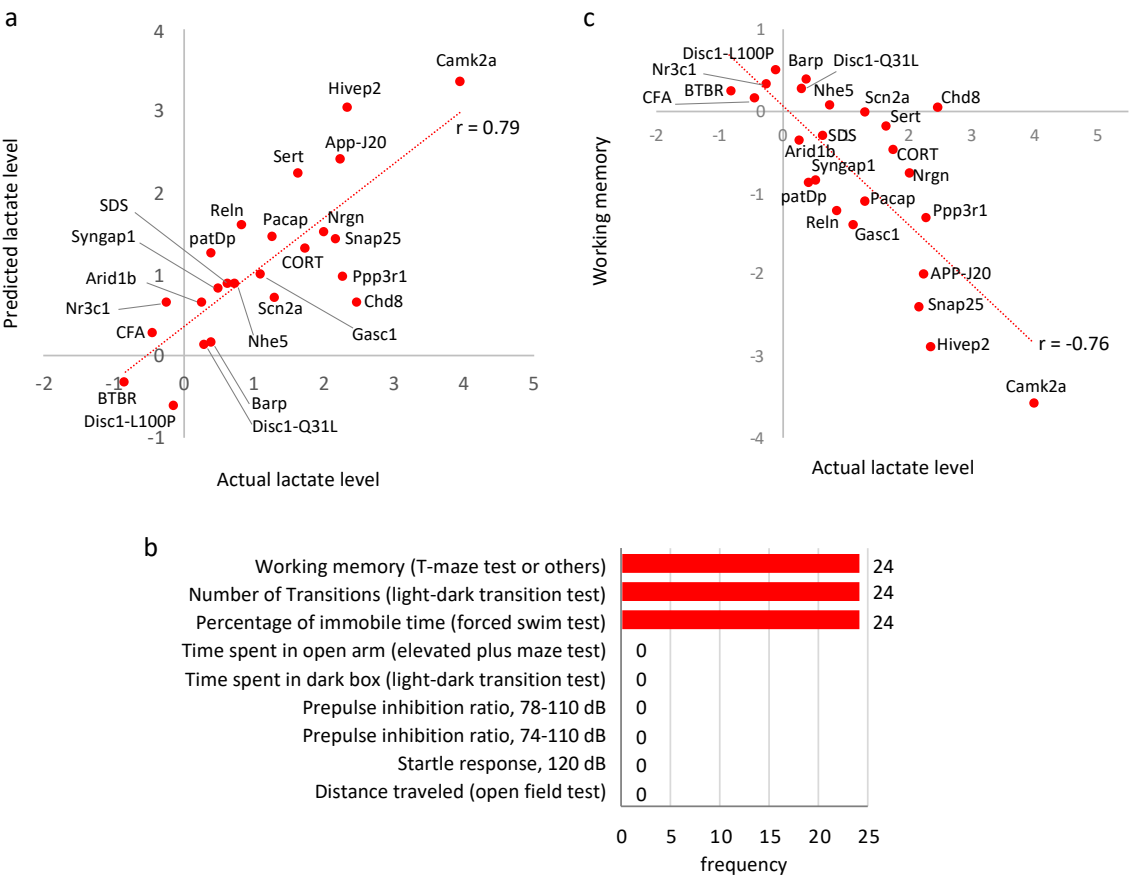 a
4
3
2
1
0
-1
-2
-1
0
1
2
3
4
5
Camk2a
Hivep2
r = 0.79
App-J20
Sert
SDS
Reln
Pacap
Nrgn
Syngap1
patDp
Snap25
CORT
Arid1b
Ppp3r1
Nr3c1
Scn2a
Chd8
CFA
Nhe5
Gasc1
BTBR
Barp
Disc1-L100P
Disc1-Q31L
Predicted lactate level
Actual lactate level
c
1
0
-1
-2
-3
-4
-2
-1
0
1
2
3
4
5
Disc1-L100P
Barp
Disc1-Q31L
Nr3c1
CFA
BTBR
Nhe5
Scn2a
Chd8
Sert
SDS
Arid1b
CORT
Syngap1
Nrgn
patDp
Pacap
Reln
Gasc1
Ppp3r1
APP-J20
Snap25
Hivep2
r = -0.76
Camk2a
Working memory
Actual lactate level
b
Working memory (T-maze test or others) 24
Number of Transitions (light-dark transition test) 24
Percentage of immobile time (forced swim test) 24
Time spent in open arm (elevated plus maze test) 0
Time spent in dark box (light-dark transition test) 0
Prepulse inhibition ratio, 78-110 dB 0
Prepulse inhibition ratio, 74-110 dB 0
Startle response, 120 dB 0
Distance traveled (open field test) 0
0 5 10 15 20 25
frequency